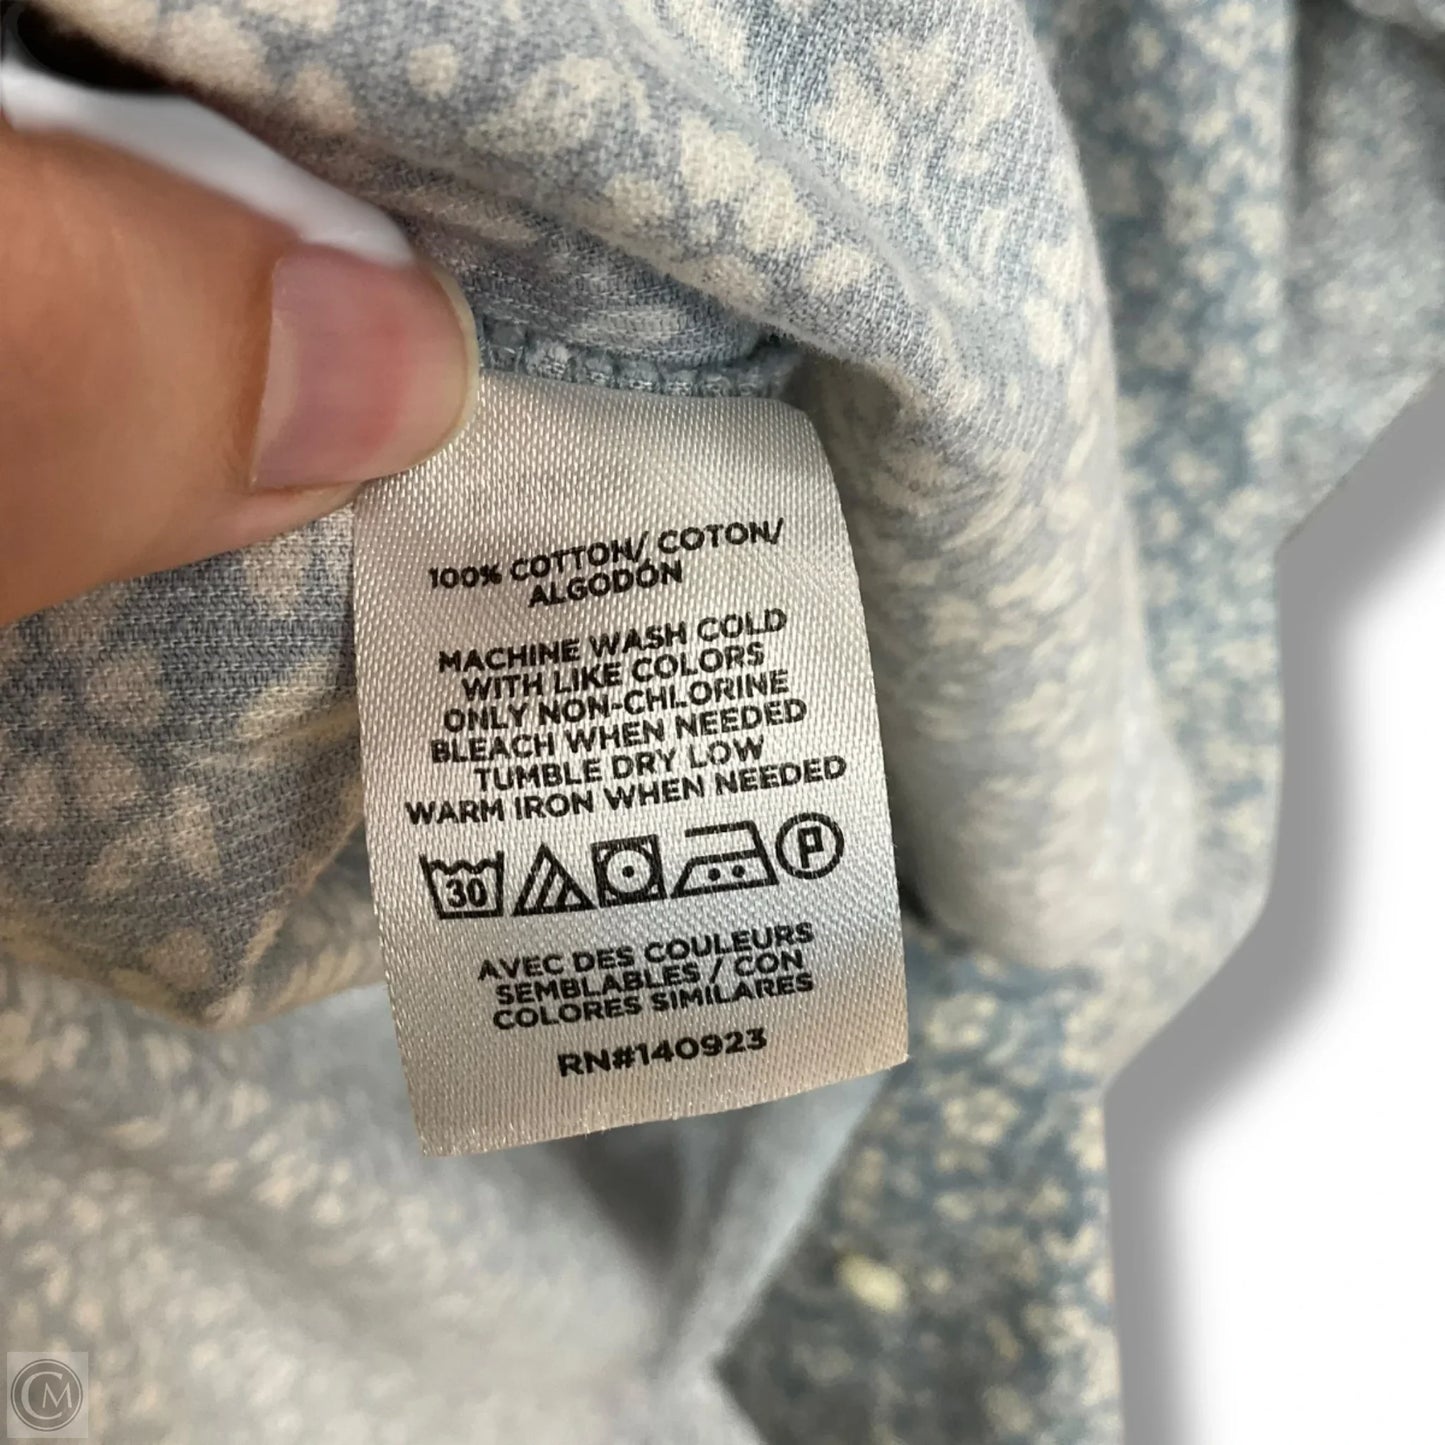 100% COTTON/ COTON/
ALGODÓN
MACHINE WASH COLD
WITH LIKE COLORS
ONLY NON-CHLORINE
BLEACH WHEN NEEDED
TUMBLE DRY LOW
WARM IRON WHEN NEEDED
30 P
AVEC DES COULEURS
SEMBLABLES / CON
COLORES SIMILARES
RN#140923
CM